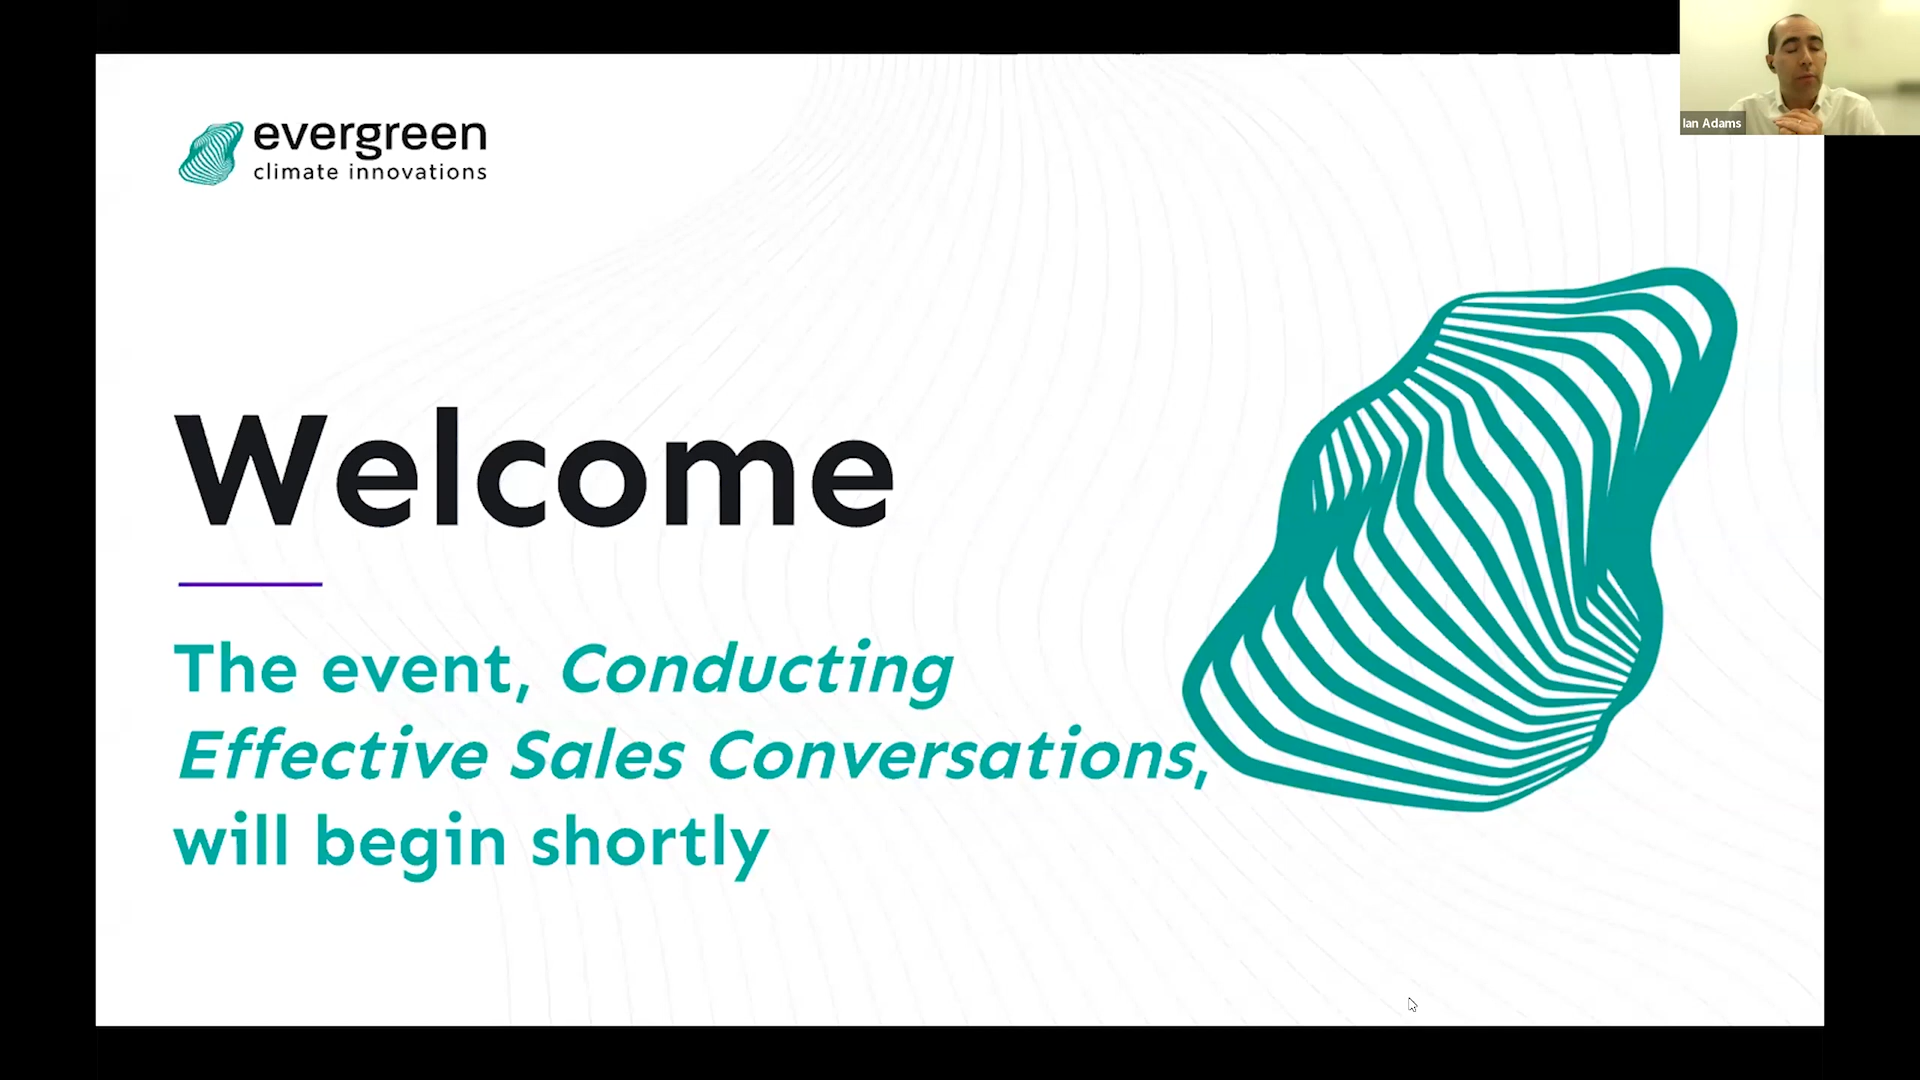 evergreen
climate innovations
Ian Adams
Welcome
The event, Conducting
Effective Sales Conversations,
will begin shortly